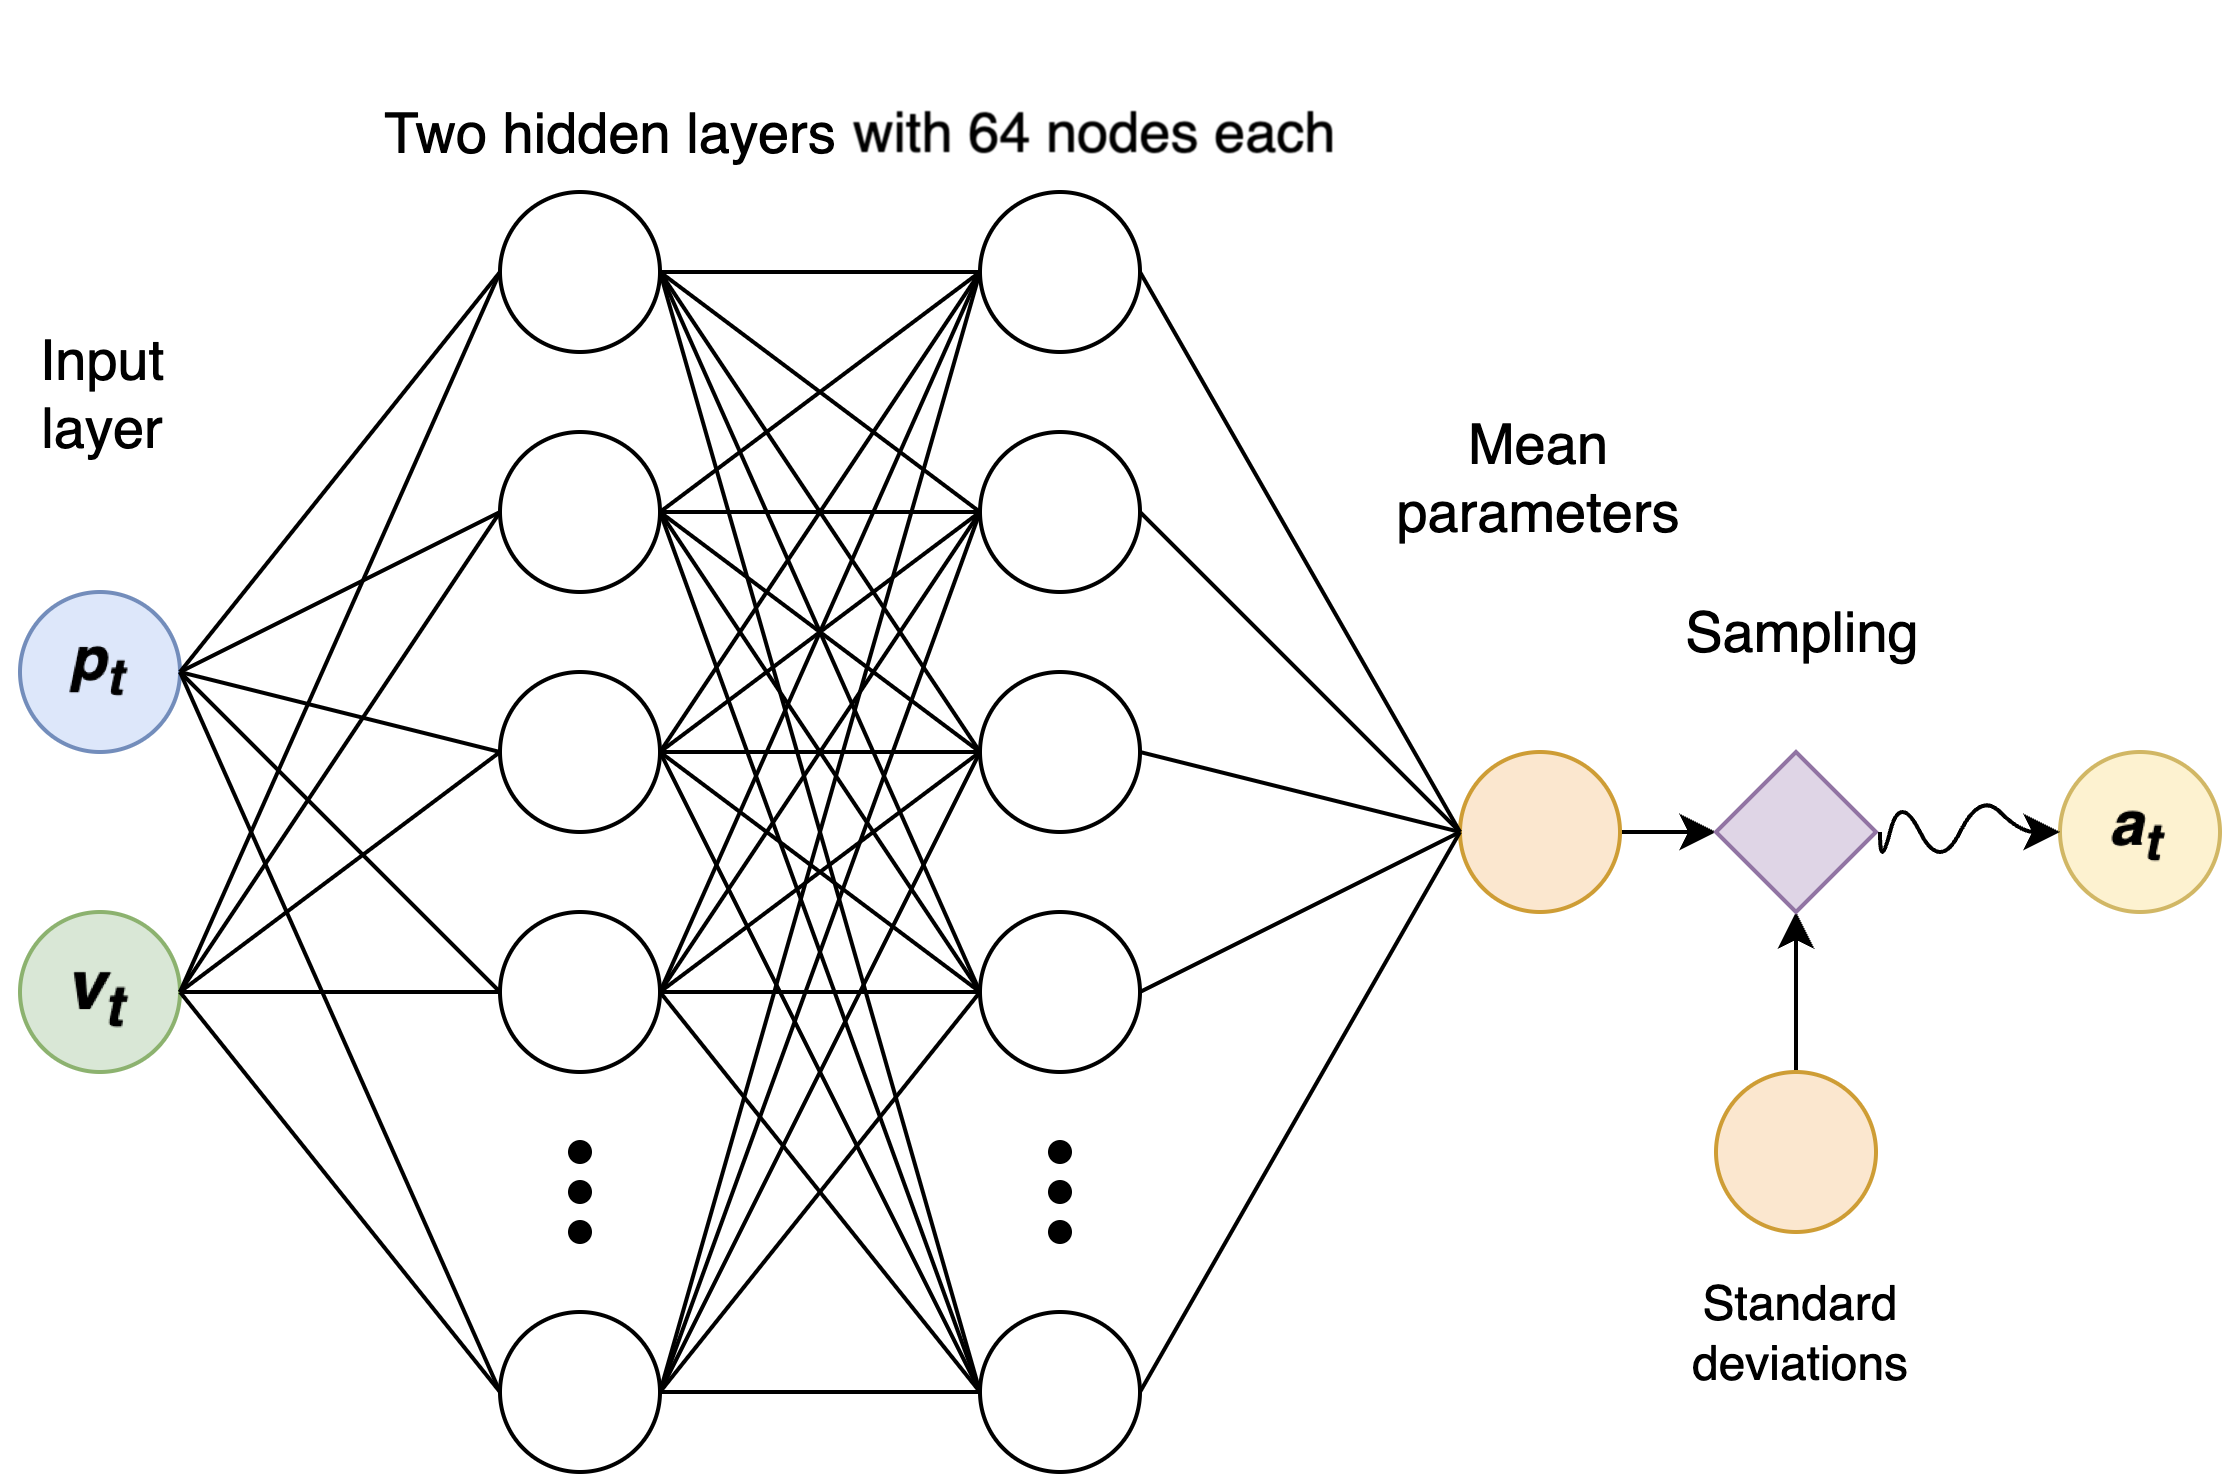 Two hidden layers with 64 nodes each
Input
layer
Mean
parameters
Sampling
p_t
v_t
a_t
Standard
deviations